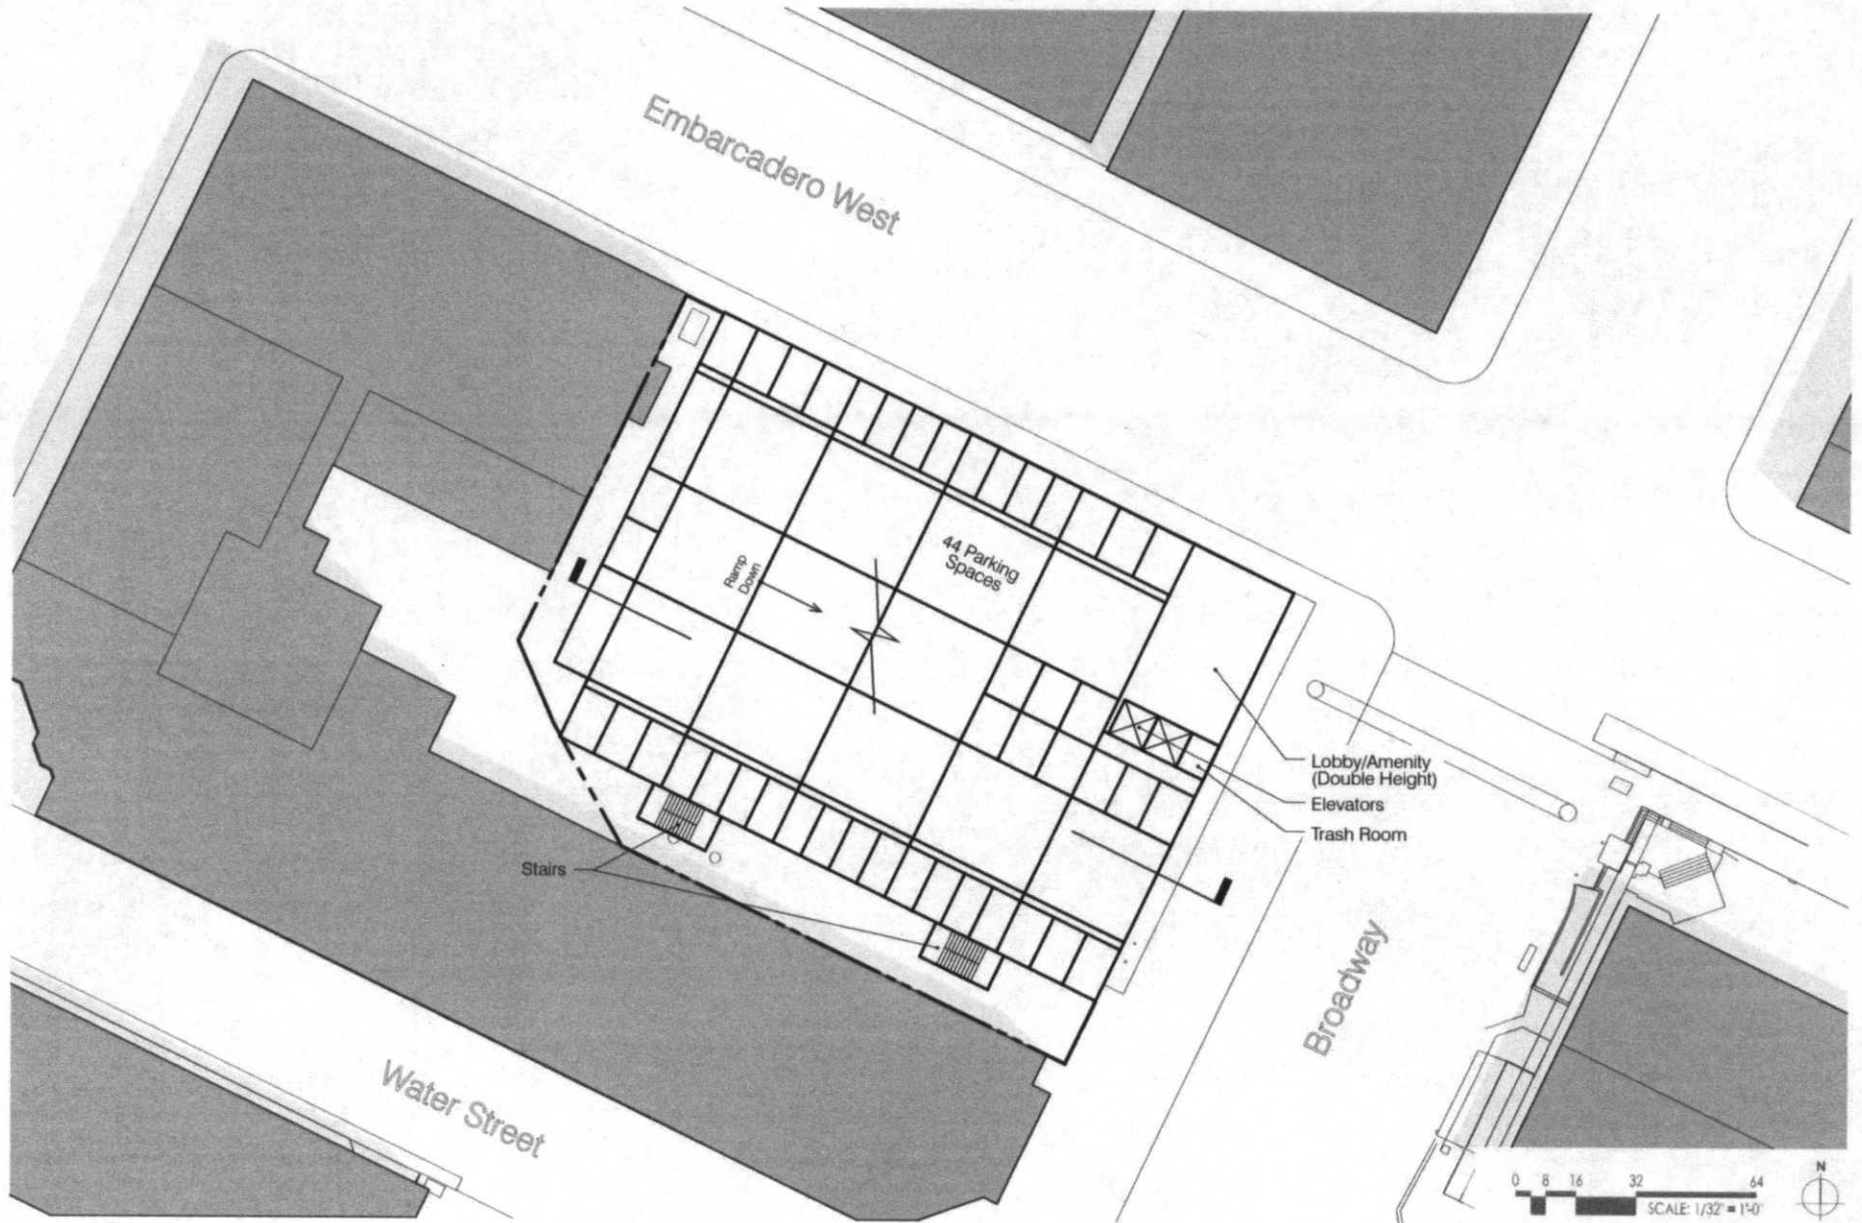 Embarcadero West
44 Parking
Spaces
Ramp
Down
Lobby/Amenity
(Double Height)
Elevators
Trash Room
Stairs
Broadway
Water Street
N
0 8 16 32 64
SCALE: 1/32" = 1'-0"